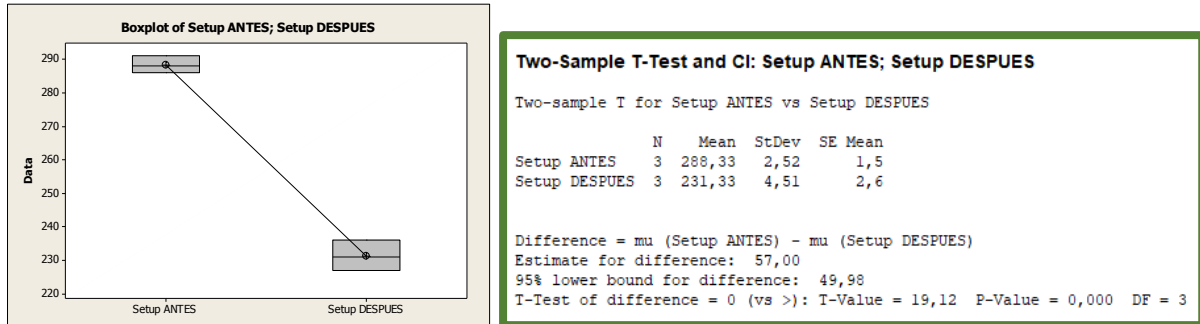 Boxplot of Setup ANTES; Setup DESPUES
290
280
270
260
250
240
230
220
Data
Setup ANTES
Setup DESPUES
Two-Sample T-Test and CI: Setup ANTES; Setup DESPUES
Two-sample T for Setup ANTES vs Setup DESPUES
N Mean StDev SE Mean
Setup ANTES 3 288,33 2,52 1,5
Setup DESPUES 3 231,33 4,51 2,6
Difference = mu (Setup ANTES) - mu (Setup DESPUES)
Estimate for difference: 57,00
95% lower bound for difference: 49,98
T-Test of difference = 0 (vs >): T-Value = 19,12 P-Value = 0,000 DF = 3